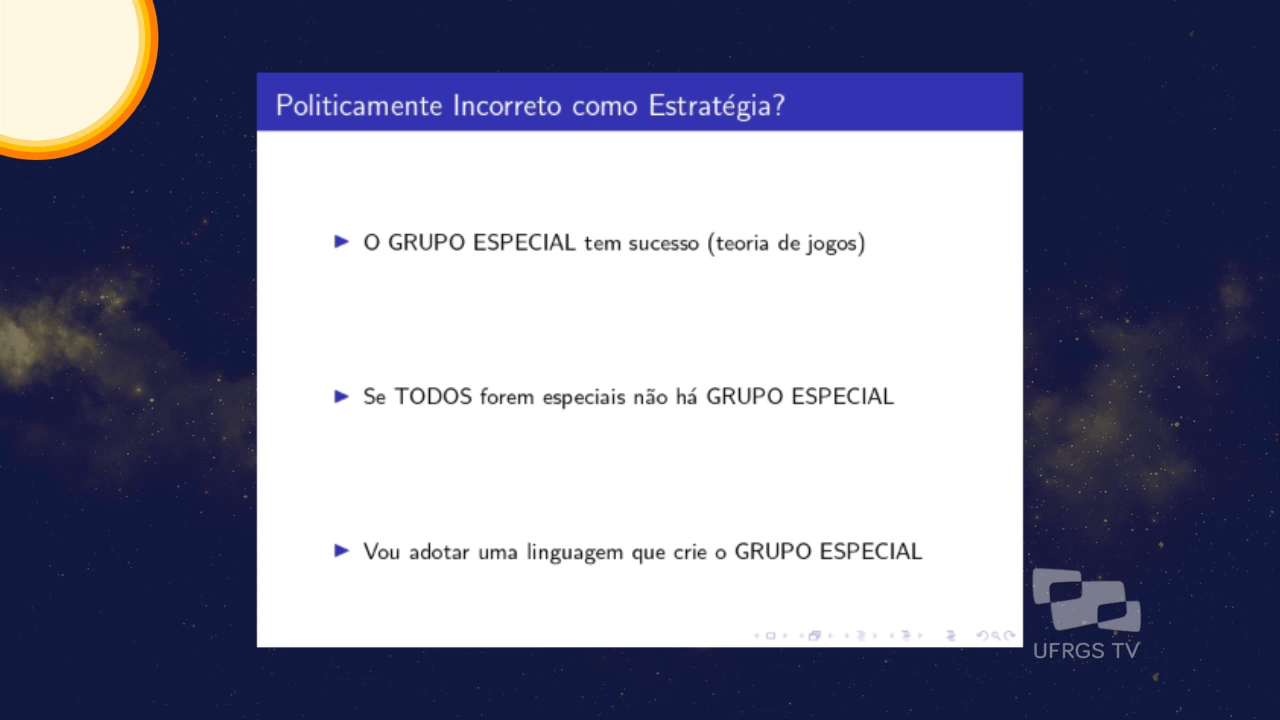 Politicamente Incorreto como Estratégia?
O GRUPO ESPECIAL tem sucesso (teoria de jogos)
Se TODOS forem especiais não há GRUPO ESPECIAL
Vou adotar uma linguagem que crie o GRUPO ESPECIAL
UFRGS TV